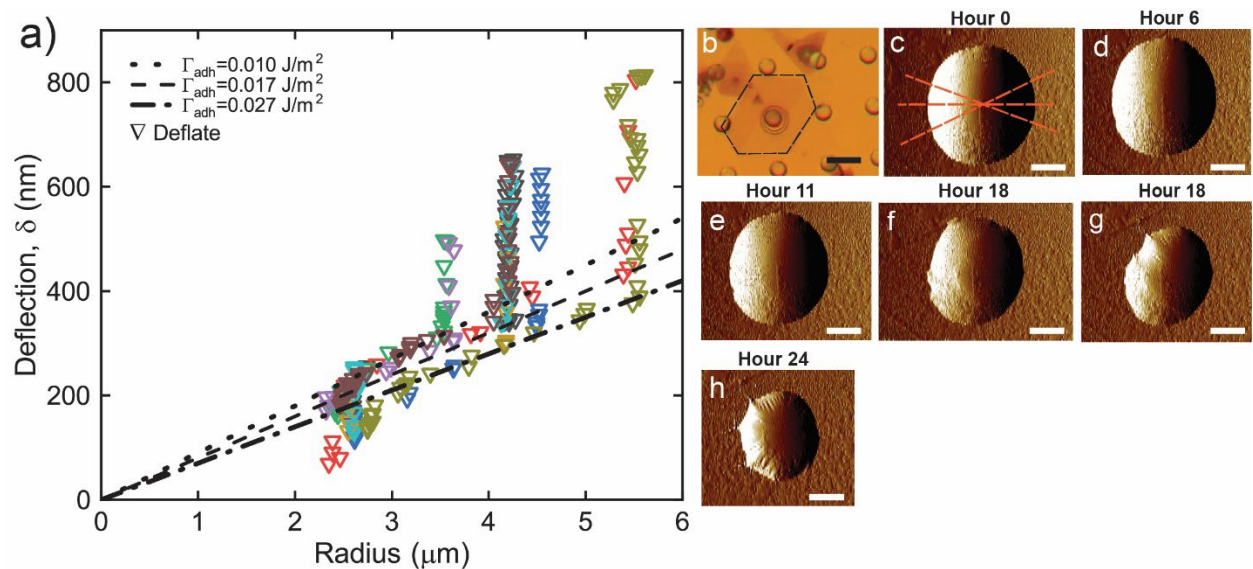 a)
Γadh=0.010 J/m²
Γadh=0.017 J/m²
Γadh=0.027 J/m²
▽ Deflate
Deflection, δ (nm)
800
600
400
200
0
0 1 2 3 4 5 6
Radius (μm)
Hour 0
Hour 6
b
c
d
Hour 11
Hour 18
Hour 18
e
f
g
Hour 24
h